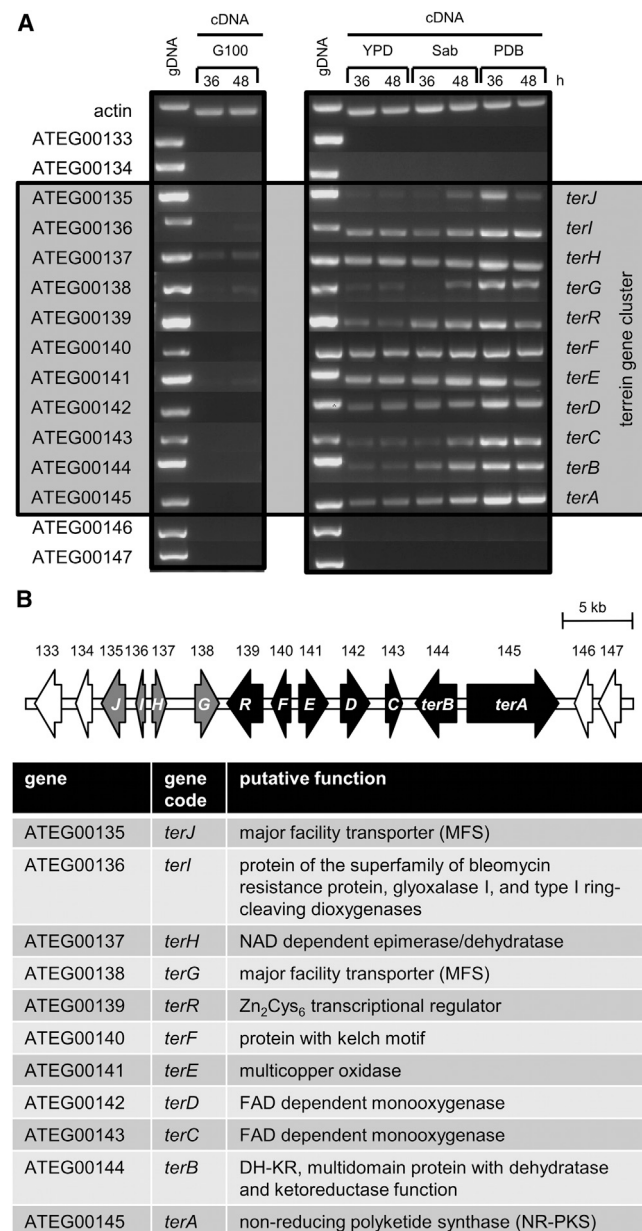 A
cDNA
cDNA
gDNA
G100
gDNA
YPD Sab PDB
36 48
36 48 36 48 36 48 h
actin
ATEG00133
ATEG00134
ATEG00135 terJ
ATEG00136 terI
ATEG00137 terH
ATEG00138 terG
ATEG00139 terR
ATEG00140 terF
ATEG00141 terE
ATEG00142 terD
ATEG00143 terC
ATEG00144 terB
ATEG00145 terA
ATEG00146
ATEG00147
terrein gene cluster
B
5 kb
133 134 135 136 137 138 139 140 141 142 143 144 145 146 147
J I H G R F E D C terB terA
gene gene code putative function
ATEG00135 terJ major facility transporter (MFS)
ATEG00136 terI protein of the superfamily of bleomycin
resistance protein, glyoxalase I, and type I ring-
cleaving dioxygenases
ATEG00137 terH NAD dependent epimerase/dehydratase
ATEG00138 terG major facility transporter (MFS)
ATEG00139 terR Zn2Cys6 transcriptional regulator
ATEG00140 terF protein with kelch motif
ATEG00141 terE multicopper oxidase
ATEG00142 terD FAD dependent monooxygenase
ATEG00143 terC FAD dependent monooxygenase
ATEG00144 terB DH-KR, multidomain protein with dehydratase
and ketoreductase function
ATEG00145 terA non-reducing polyketide synthase (NR-PKS)